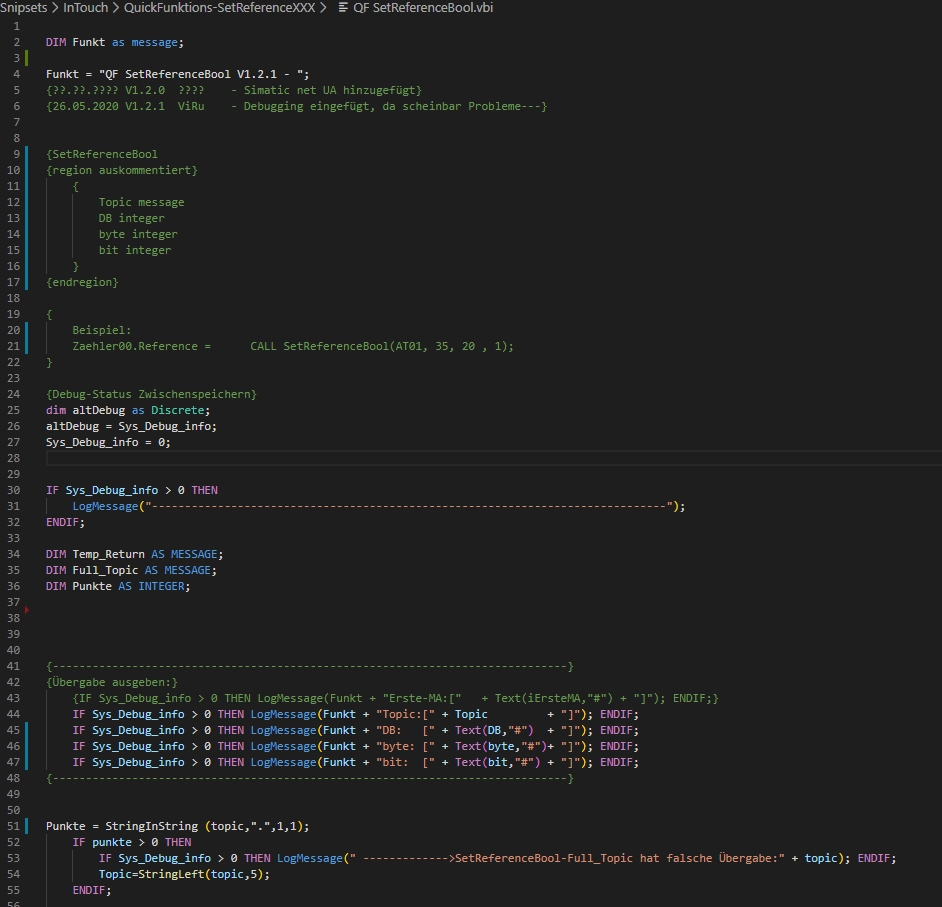 Snipsets > InTouch > QuickFunktions-SetReferenceXXX > QF SetReferenceBool.vbi
1
2 DIM Funkt as message;
3
4 Funkt = "QF SetReferenceBool V1.2.1 - ";
5 {??.??.???? V1.2.0  ????    - Simatic net UA hinzugefügt}
6 {26.05.2020 V1.2.1  ViRu    - Debugging eingefügt, da scheinbar Probleme---}
7
8
9 {SetReferenceBool
10 {region auskommentiert}
11     {
12         Topic message
13         DB integer
14         byte integer
15         bit integer
16     }
17 {endregion}
18
19 {
20     Beispiel:
21     Zaehler00.Reference =      CALL SetReferenceBool(AT01, 35, 20 , 1);
22 }
23
24 {Debug-Status Zwischenspeichern}
25 dim altDebug as Discrete;
26 altDebug = Sys_Debug_info;
27 Sys_Debug_info = 0;
28
29
30 IF Sys_Debug_info > 0 THEN
31     LogMessage("------------------------------------------------------------------------------");
32 ENDIF;
33
34 DIM Temp_Return AS MESSAGE;
35 DIM Full_Topic AS MESSAGE;
36 DIM Punkte AS INTEGER;
37
38
39
40
41 {------------------------------------------------------------------------------}
42 {Übergabe ausgeben:}
43     {IF Sys_Debug_info > 0 THEN LogMessage(Funkt + "Erste-MA:["   + Text(iErsteMA,"#") + "]"); ENDIF;}
44     IF Sys_Debug_info > 0 THEN LogMessage(Funkt + "Topic:[" + Topic         + "]"); ENDIF;
45     IF Sys_Debug_info > 0 THEN LogMessage(Funkt + "DB:   [" + Text(DB,"#")  + "]"); ENDIF;
46     IF Sys_Debug_info > 0 THEN LogMessage(Funkt + "byte: [" + Text(byte,"#")+ "]"); ENDIF;
47     IF Sys_Debug_info > 0 THEN LogMessage(Funkt + "bit:  [" + Text(bit,"#") + "]"); ENDIF;
48 {------------------------------------------------------------------------------}
49
50
51 Punkte = StringInString (topic,".",1,1);
52     IF punkte > 0 THEN
53         IF Sys_Debug_info > 0 THEN LogMessage(" ------------->SetReferenceBool-Full_Topic hat falsche Übergabe:" + topic); ENDIF;
54         Topic=StringLeft(topic,5);
55     ENDIF;
56